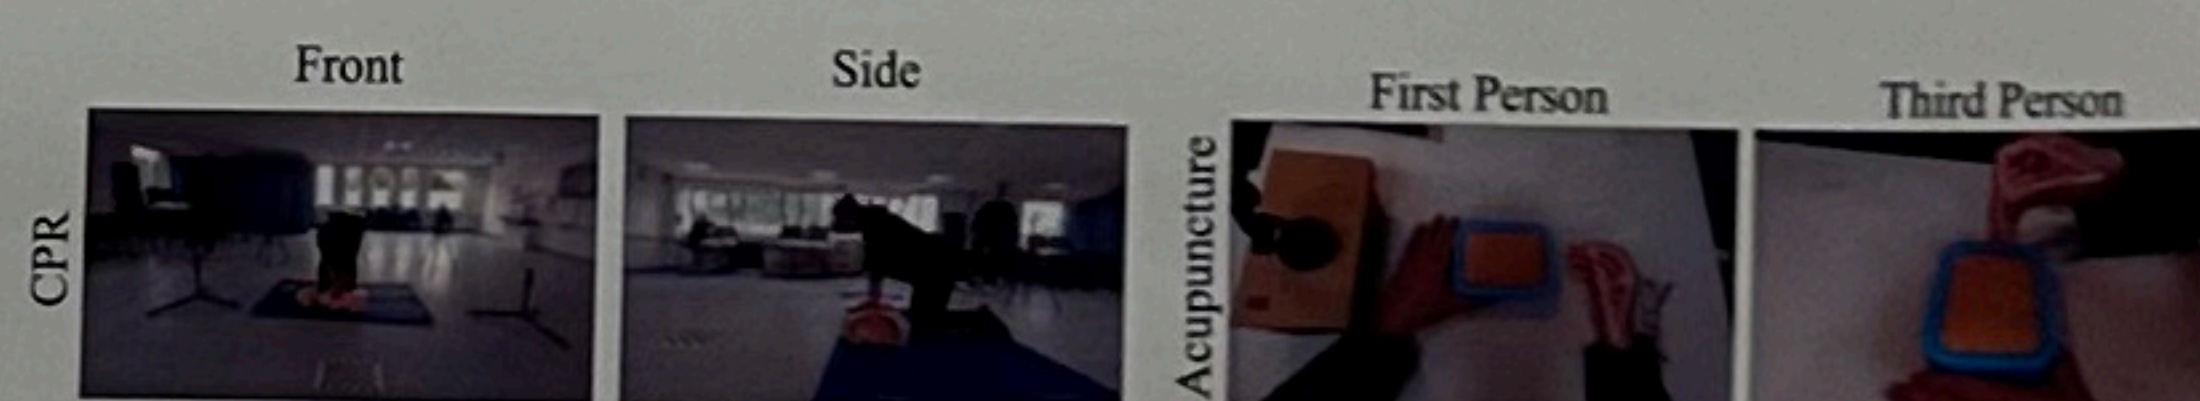 Front
Side
First Person
Third Person
CPR
Acupuncture